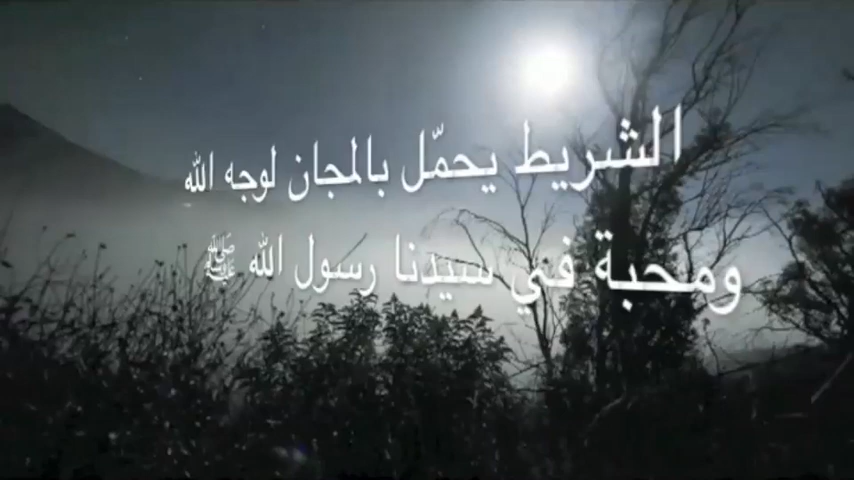 الشريط يحمّل بالمجان لوجه الله
ومحبة في سيدنا رسول الله ﷺ